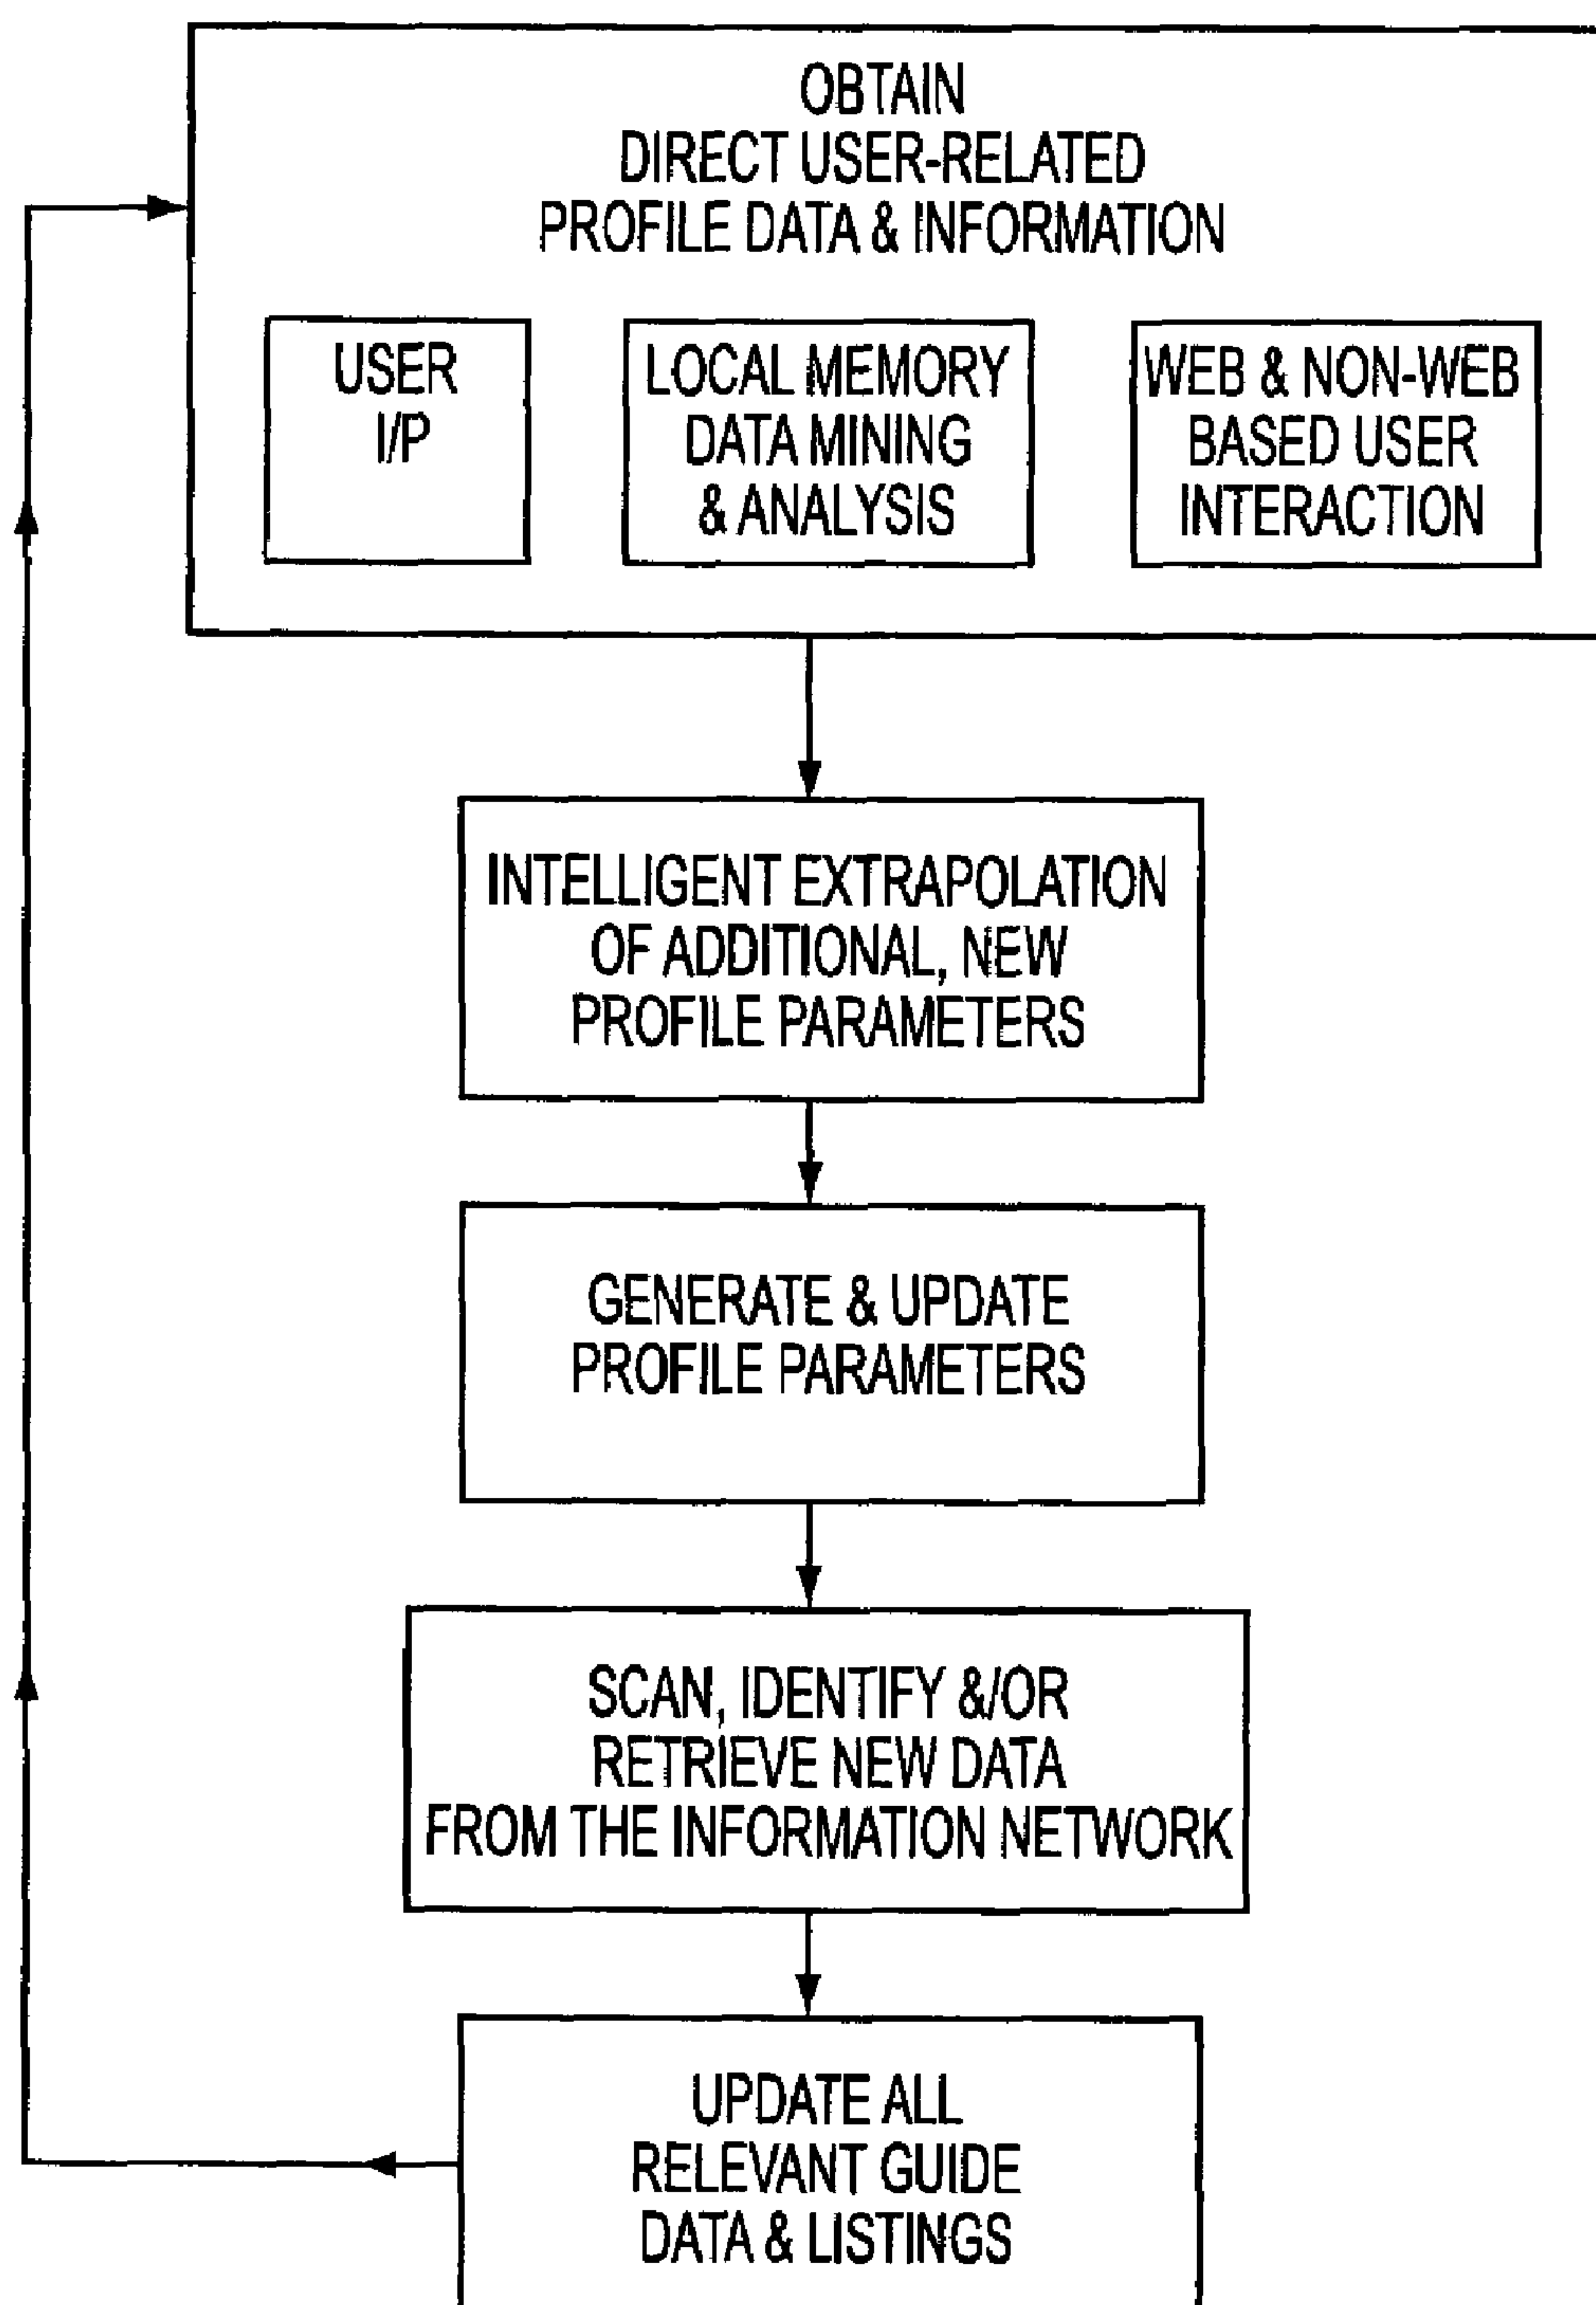 OBTAIN
DIRECT USER-RELATED
PROFILE DATA & INFORMATION
USER
I/P
LOCAL MEMORY
DATA MINING
& ANALYSIS
WEB & NON-WEB
BASED USER
INTERACTION
INTELLIGENT EXTRAPOLATION
OF ADDITIONAL, NEW
PROFILE PARAMETERS
GENERATE & UPDATE
PROFILE PARAMETERS
SCAN, IDENTIFY &/OR
RETRIEVE NEW DATA
FROM THE INFORMATION NETWORK
UPDATE ALL
RELEVANT GUIDE
DATA & LISTINGS